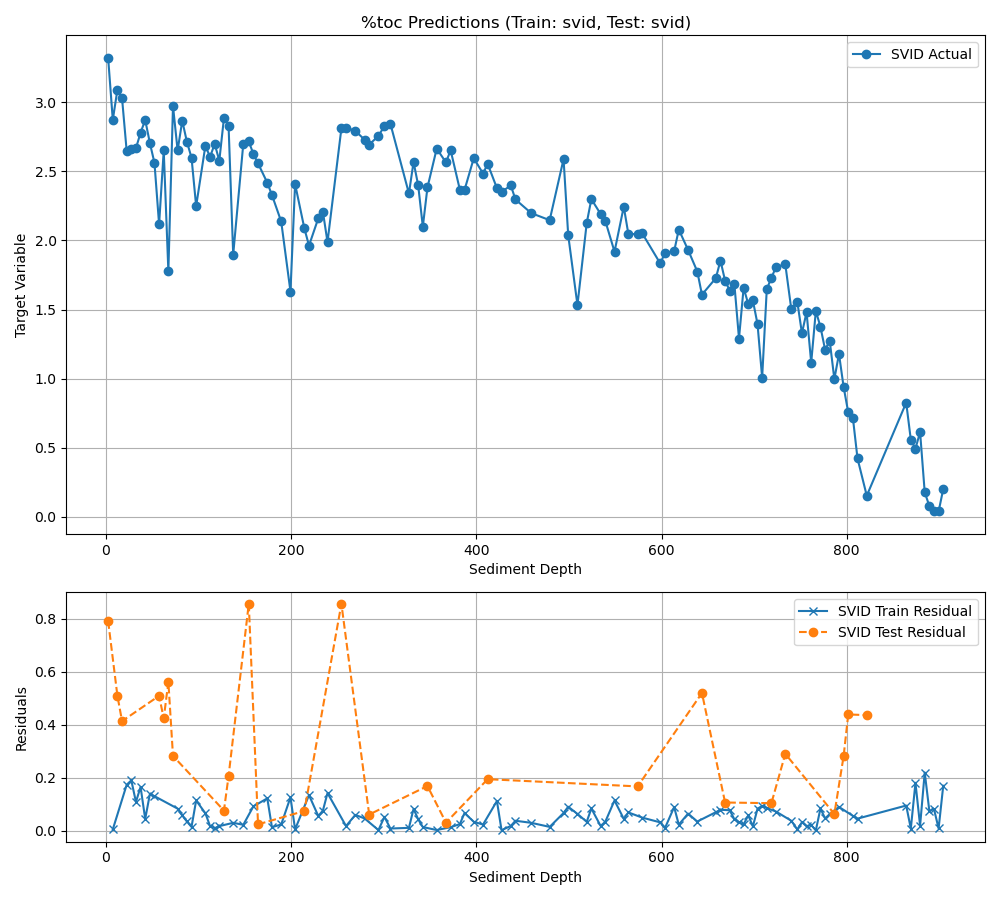 %toc Predictions (Train: svid, Test: svid)
SVID Actual
Target Variable
3.0
2.5
2.0
1.5
1.0
0.5
0.0
0 200 400 600 800
Sediment Depth
SVID Train Residual
SVID Test Residual
Residuals
0.8
0.6
0.4
0.2
0.0
0 200 400 600 800
Sediment Depth